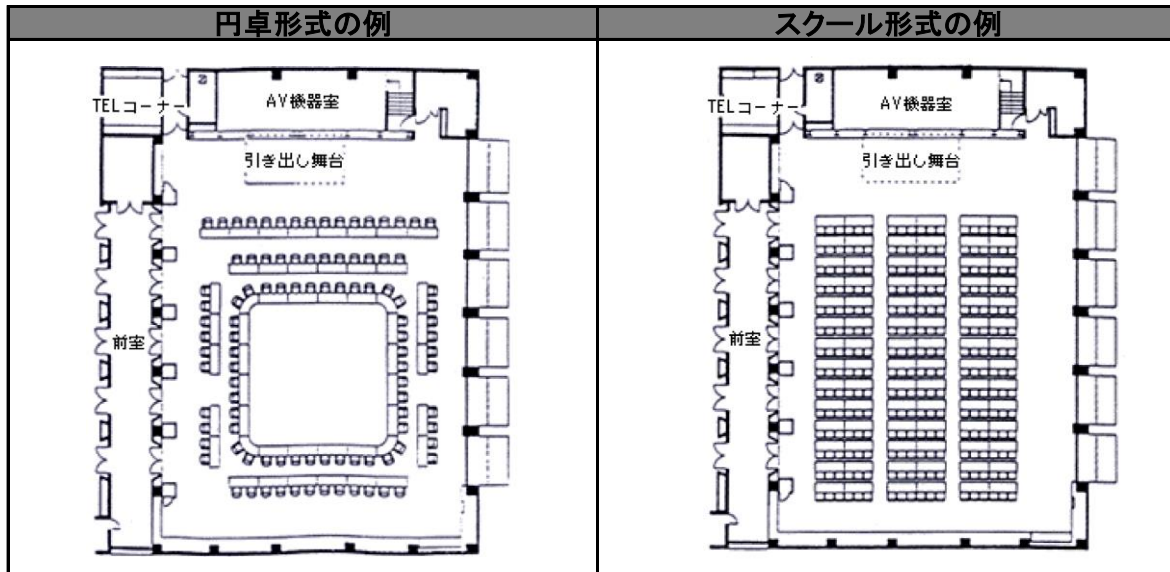 円卓形式の例
スクール形式の例
TELコーナー
AV機器室
引き出し舞台
前室
TELコーナー
AV機器室
引き出し舞台
前室